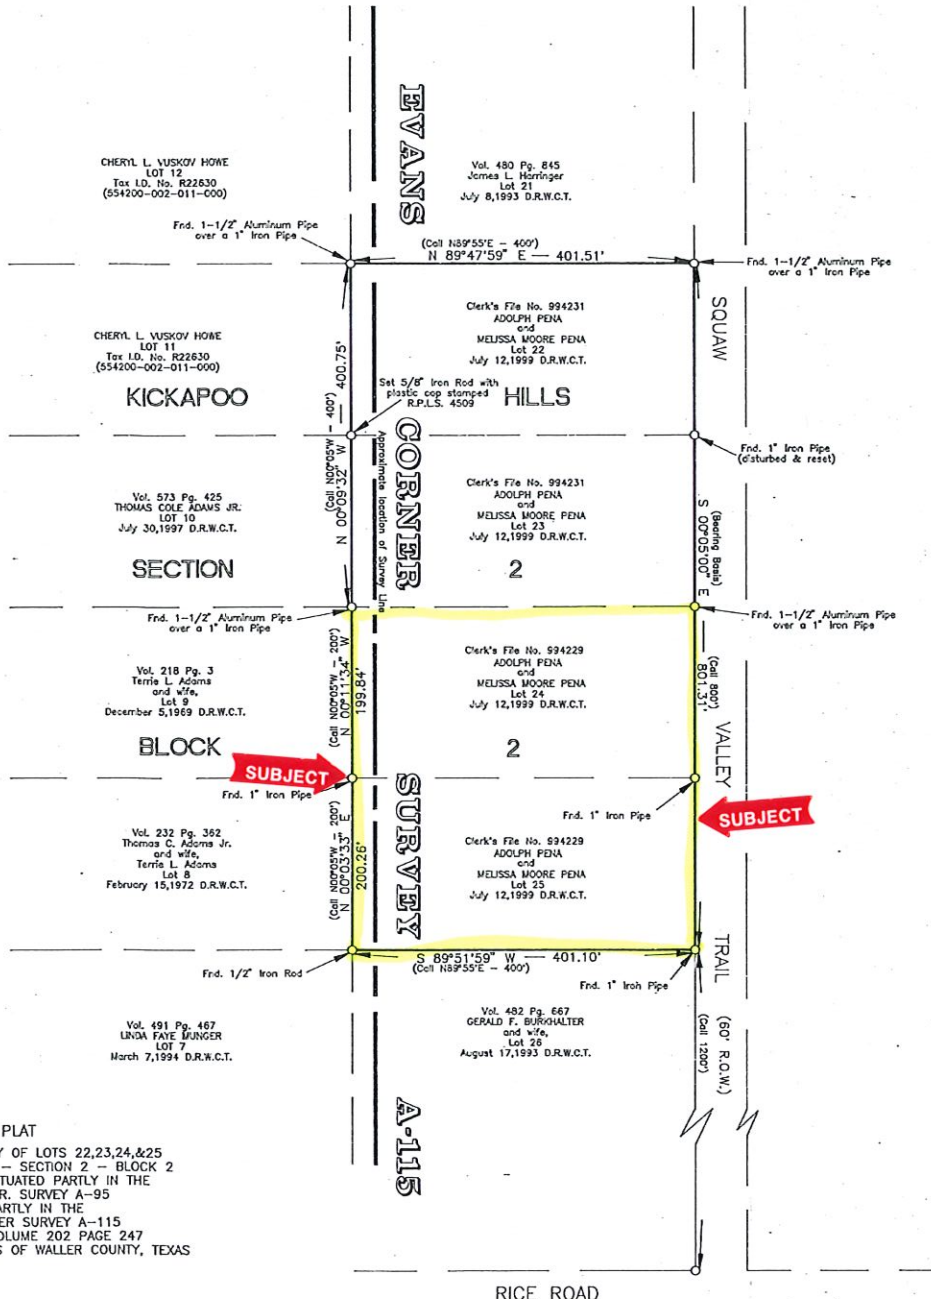 EVANS
CHERYL L. VUSKOV HOWE
LOT 12
Tax I.D. No. R22630
(554200-002-011-000)
Vol. 480 Pg. 845
James L. Harringer
Lot 21
July 8,1993 D.R.W.C.T.
Fnd. 1-1/2" Aluminum Pipe
over a 1" Iron Pipe
(Call N89°55'E - 400')
N 89°47'59" E — 401.51'
Fnd. 1-1/2" Aluminum Pipe
over a 1" Iron Pipe
SQUAW
CHERYL L. VUSKOV HOWE
LOT 11
Tax I.D. No. R22630
(554200-002-011-000)
Clerk's File No. 994231
ADOLPH PENA
and
MELISSA MOORE PENA
Lot 22
July 12,1999 D.R.W.C.T.
KICKAPOO
HILLS
(Call N00°05'W - 400')
N 00°09'32" W — 400.75'
Set 5/8" Iron Rod with
plastic cap stamped
R.P.L.S. 4509
CORNER
Approximate location of Survey Line
Fnd. 1" Iron Pipe
(disturbed & reset)
Vol. 573 Pg. 425
THOMAS COLE ADAMS JR.
LOT 10
July 30,1997 D.R.W.C.T.
Clerk's File No. 994231
ADOLPH PENA
and
MELISSA MOORE PENA
Lot 23
July 12,1999 D.R.W.C.T.
(Bearing Basis)
S 00°05'00" E — 801.31'
(Call 800')
SECTION
2
Fnd. 1-1/2" Aluminum Pipe
over a 1" Iron Pipe
Fnd. 1-1/2" Aluminum Pipe
over a 1" Iron Pipe
Vol. 218 Pg. 3
Terrie L. Adams
and wife,
Lot 9
December 5,1969 D.R.W.C.T.
(Call N00°05'W - 200')
N 00°11'34" W
199.84'
Clerk's File No. 994229
ADOLPH PENA
and
MELISSA MOORE PENA
Lot 24
July 12,1999 D.R.W.C.T.
VALLEY
BLOCK
2
SUBJECT
Fnd. 1" Iron Pipe
SURVEY
Fnd. 1" Iron Pipe
SUBJECT
Vol. 232 Pg. 362
Thomas C. Adams Jr.
and wife,
Terrie L. Adams
Lot 8
February 15,1972 D.R.W.C.T.
(Call N00°05'W - 200')
N 00°03'33" E
200.26'
Clerk's File No. 994229
ADOLPH PENA
and
MELISSA MOORE PENA
Lot 25
July 12,1999 D.R.W.C.T.
TRAIL
Fnd. 1/2" Iron Rod
S 89°51'59" W — 401.10'
(Call N89°55'E - 400')
Fnd. 1" Iron Pipe
(60' R.O.W.)
(Call 1200')
Vol. 491 Pg. 467
LINDA FAYE MUNGER
LOT 7
March 7,1994 D.R.W.C.T.
Vol. 482 Pg. 667
GERALD F. BURKHALTER
and wife,
Lot 26
August 17,1993 D.R.W.C.T.
A-115
PLAT
Y OF LOTS 22,23,24,&25
- SECTION 2 - BLOCK 2
TUATED PARTLY IN THE
R. SURVEY A-95
ARTLY IN THE
ER SURVEY A-115
OLUME 202 PAGE 247
S OF WALLER COUNTY, TEXAS
RICE ROAD